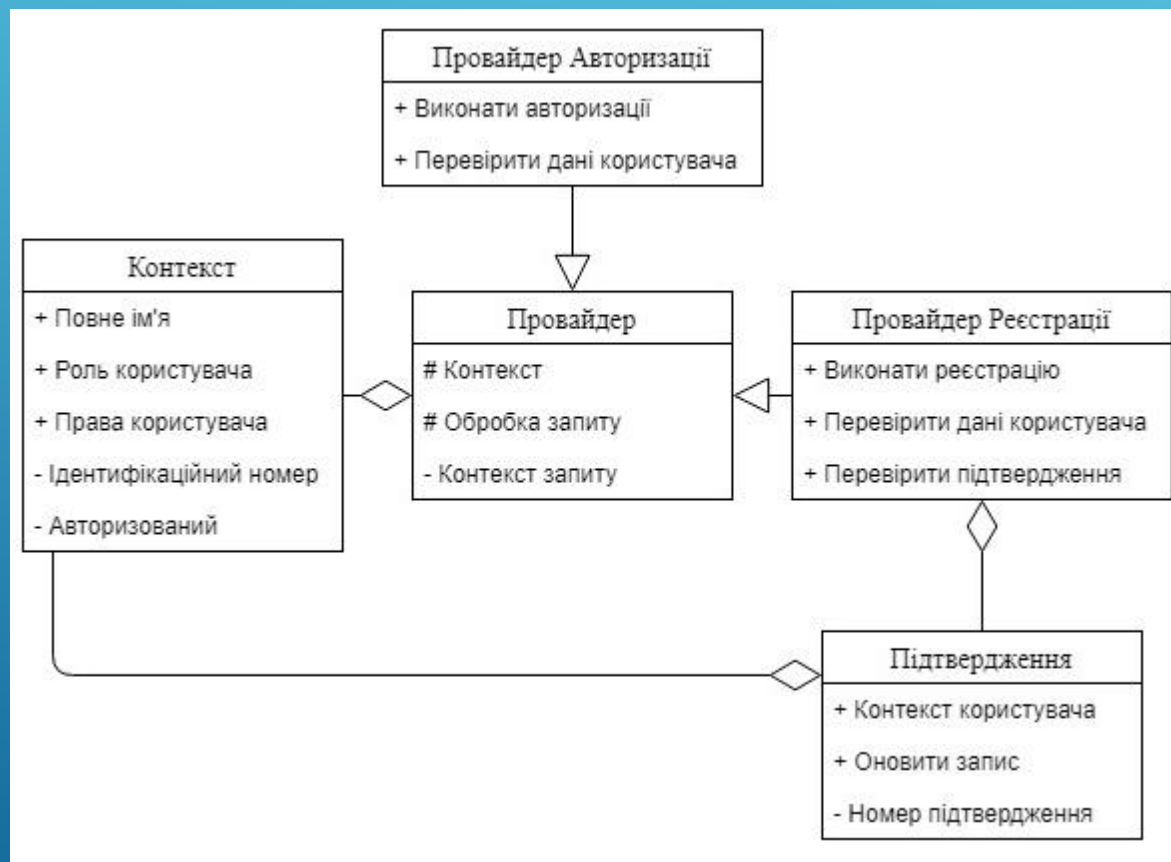 Провайдер Авторизації
+ Виконати авторизації
+ Перевірити дані користувача
Контекст
+ Повне ім'я
+ Роль користувача
+ Права користувача
- Ідентифікаційний номер
- Авторизований
Провайдер
# Контекст
# Обробка запиту
- Контекст запиту
Провайдер Реєстрації
+ Виконати реєстрацію
+ Перевірити дані користувача
+ Перевірити підтвердження
Підтвердження
+ Контекст користувача
+ Оновити запис
- Номер підтвердження